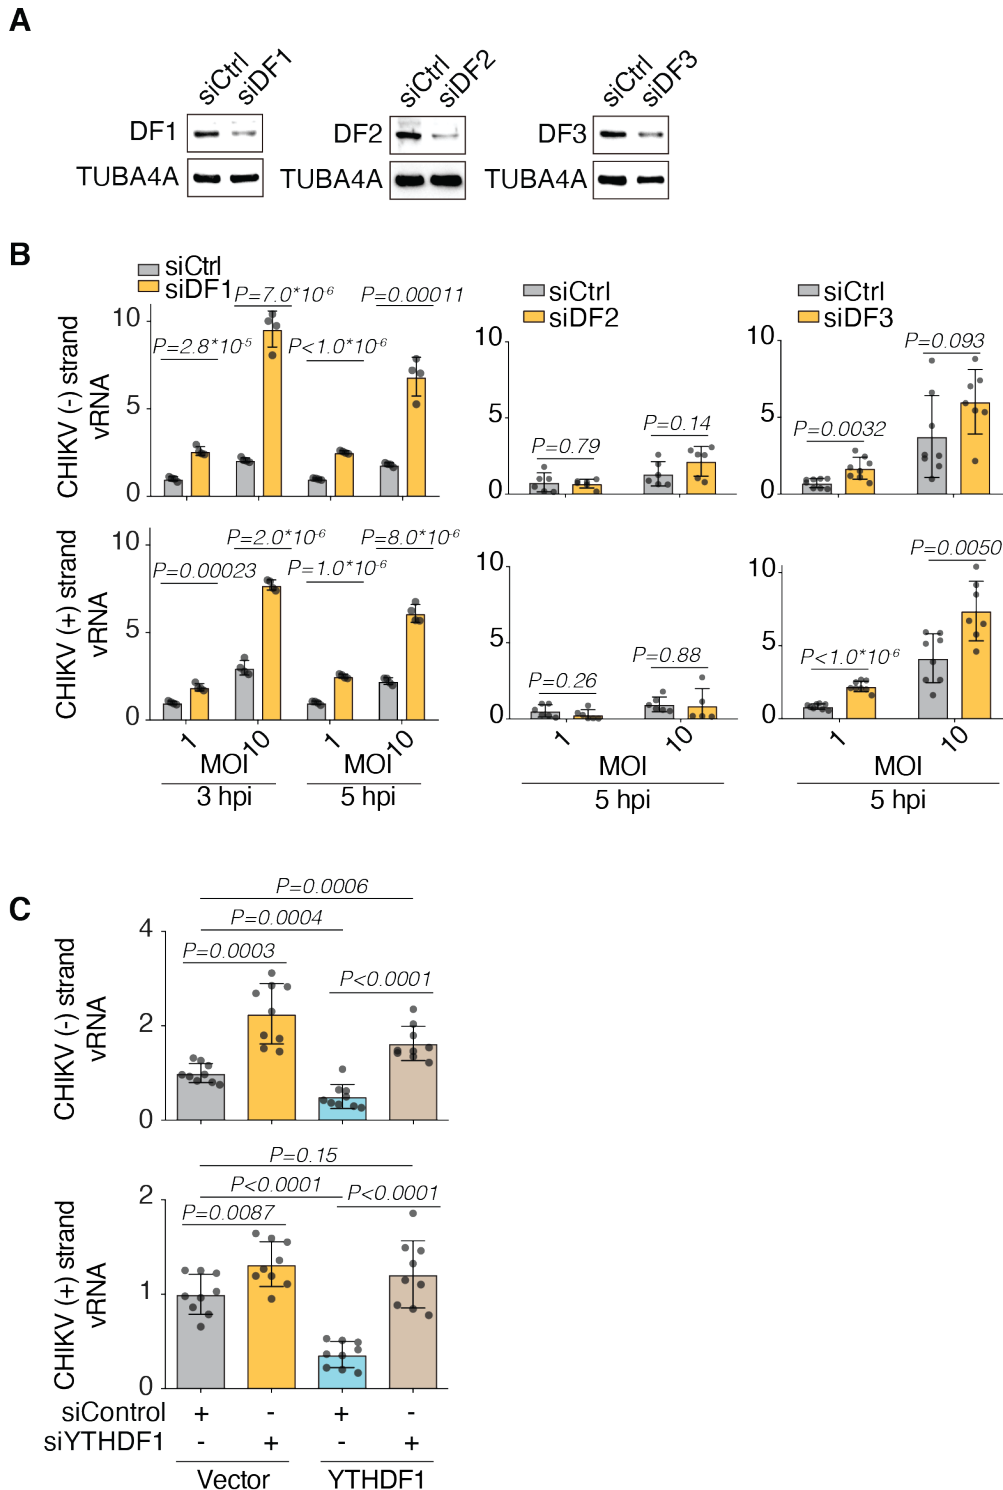 A
siCtrl siDF1 siCtrl siDF2 siCtrl siDF3
DF1 DF2 DF3
TUBA4A TUBA4A TUBA4A
B
siCtrl siCtrl siCtrl
siDF1 siDF2 siDF3
CHIKV (-) strand
vRNA
10
5
0
P=2.8*10-5 P=7.0*10-6 P<1.0*10-6 P=0.00011
10
5
0
P=0.79 P=0.14
10
5
0
P=0.0032 P=0.093
CHIKV (+) strand
vRNA
10
5
0
P=0.00023 P=2.0*10-6 P=1.0*10-6 P=8.0*10-6
10
5
0
P=0.26 P=0.88
10
5
0
P<1.0*10-6 P=0.0050
1 10 1 10 1 10 1 10
MOI MOI MOI MOI
3 hpi 5 hpi 5 hpi 5 hpi
C
CHIKV (-) strand
vRNA
4
2
0
P=0.0006
P=0.0004
P=0.0003
P<0.0001
CHIKV (+) strand
vRNA
2
1
0
P=0.15
P<0.0001
P<0.0001
P=0.0087
siControl + - + -
siYTHDF1 - + - +
Vector YTHDF1